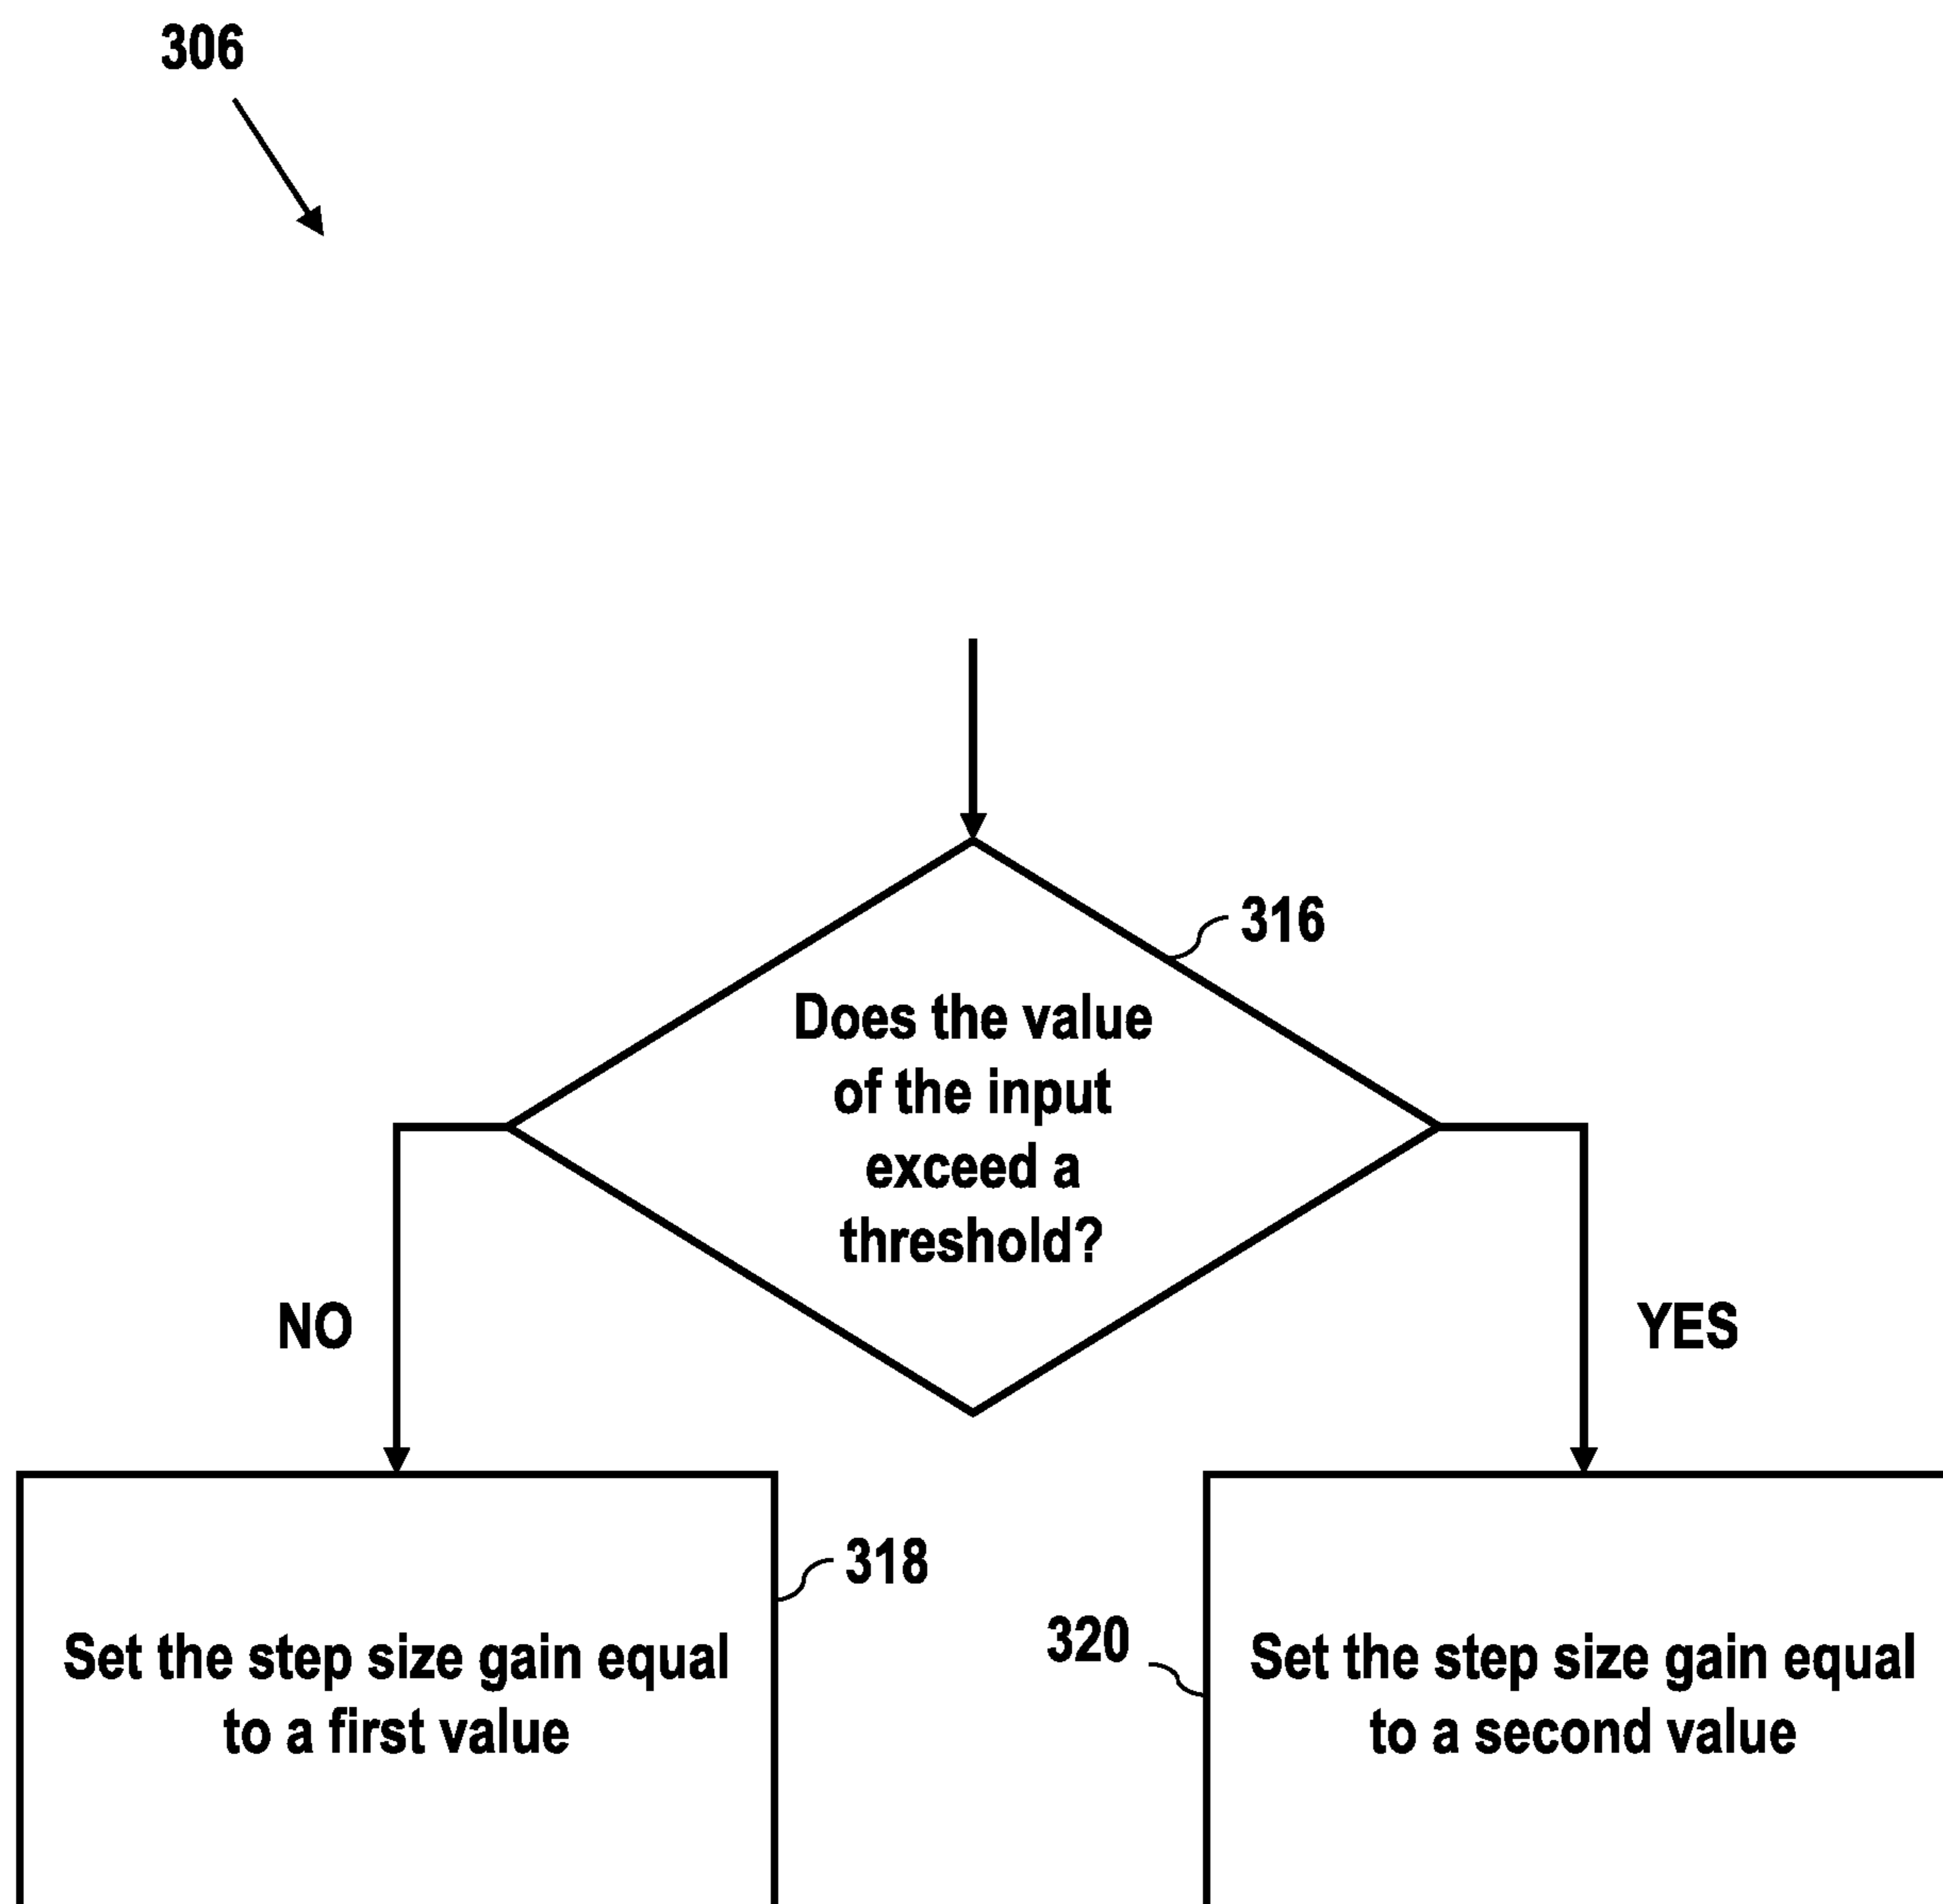 306
316
Does the value
of the input
exceed a
threshold?
NO
YES
318
Set the step size gain equal
to a first value
320
Set the step size gain equal
to a second value